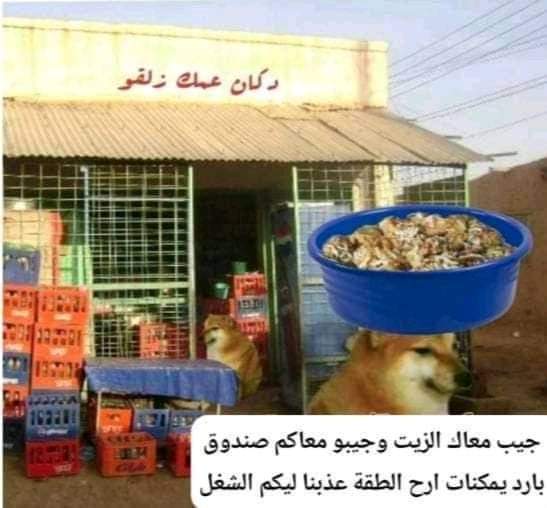 دكان عمك زلقو
جيب معاك الزيت وجيبو معاكم صندوق
بارد يمكنات ارح الطقة عذبنا ليكم الشغل